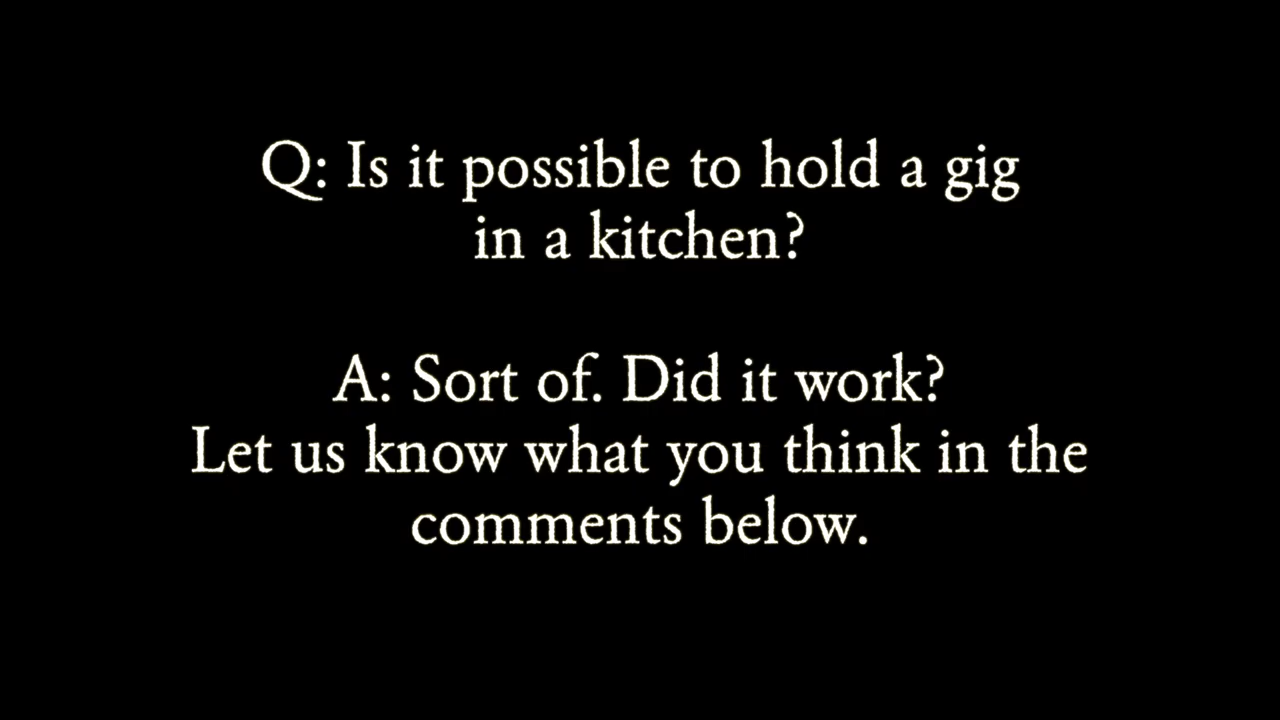 Q: Is it possible to hold a gig
in a kitchen?
A: Sort of. Did it work?
Let us know what you think in the
comments below.